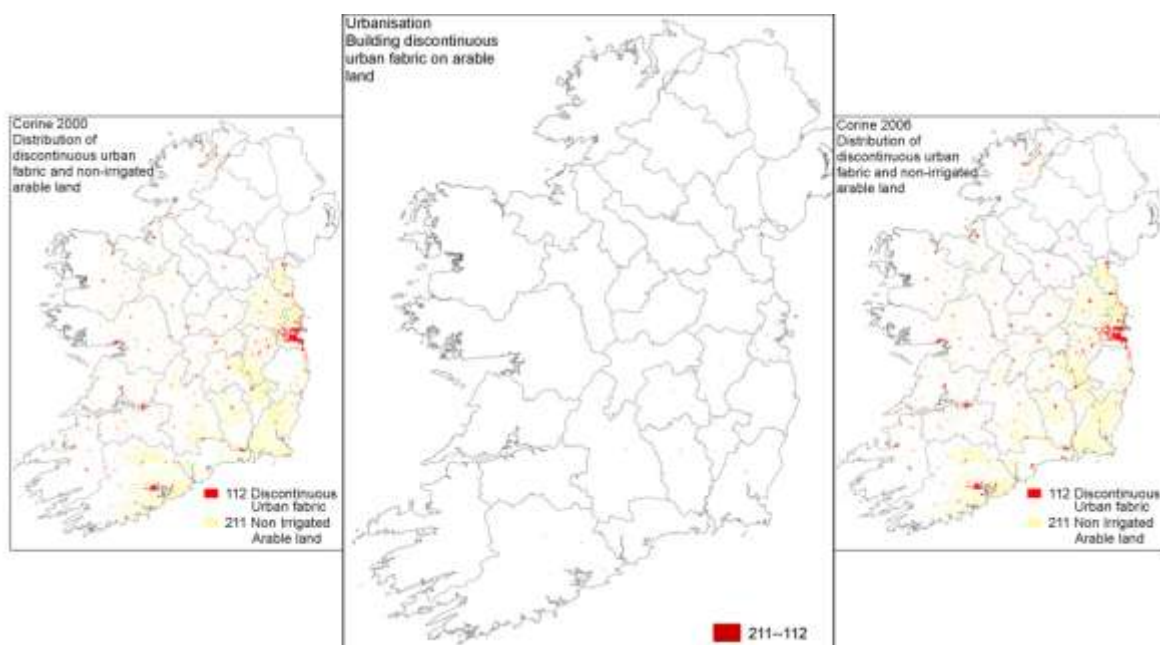 Corine 2000
Distribution of
discontinuous urban
fabric and non-irrigated
arable land
112 Discontinuous
Urban fabric
211 Non Irrigated
Arable land
Urbanisation
Building discontinuous
urban fabric on arable
land
211--112
Corine 2006
Distribution of
discontinuous urban
fabric and non-irrigated
arable land
112 Discontinuous
Urban fabric
211 Non Irrigated
Arable land